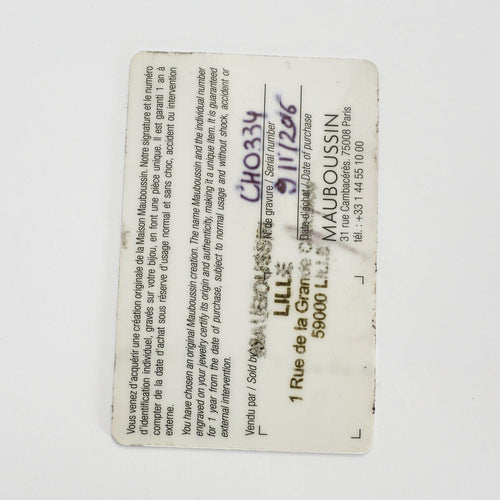 Vous venez d'acquérir une création originale de la Maison Mauboussin. Notre signature et le numéro
d'identification individuel, gravés sur votre bijou, en font une pièce unique. Il est garanti 1 an à
compter de la date d'achat sous réserve d'usage normal et sans choc, accident ou intervention
externe.
You have chosen an original Mauboussin creation. The name Mauboussin and the individual number
engraved on your jewelry certify its origin and authenticity, making it a unique item. It is guaranteed
for 1 year from the date of purchase, subject to normal usage and without shock, accident or
external intervention.
Vendu par / Sold by
MAUBOUSSIN
LILLE
1 Rue de la Grande
59000 LILLE
CH0334
N° de gravure / Serial number
Date d'achat / Date of purchase
MAUBOUSSIN
31 rue Cambacérès. 75008 Paris
tél. : +33 1 44 55 10 00